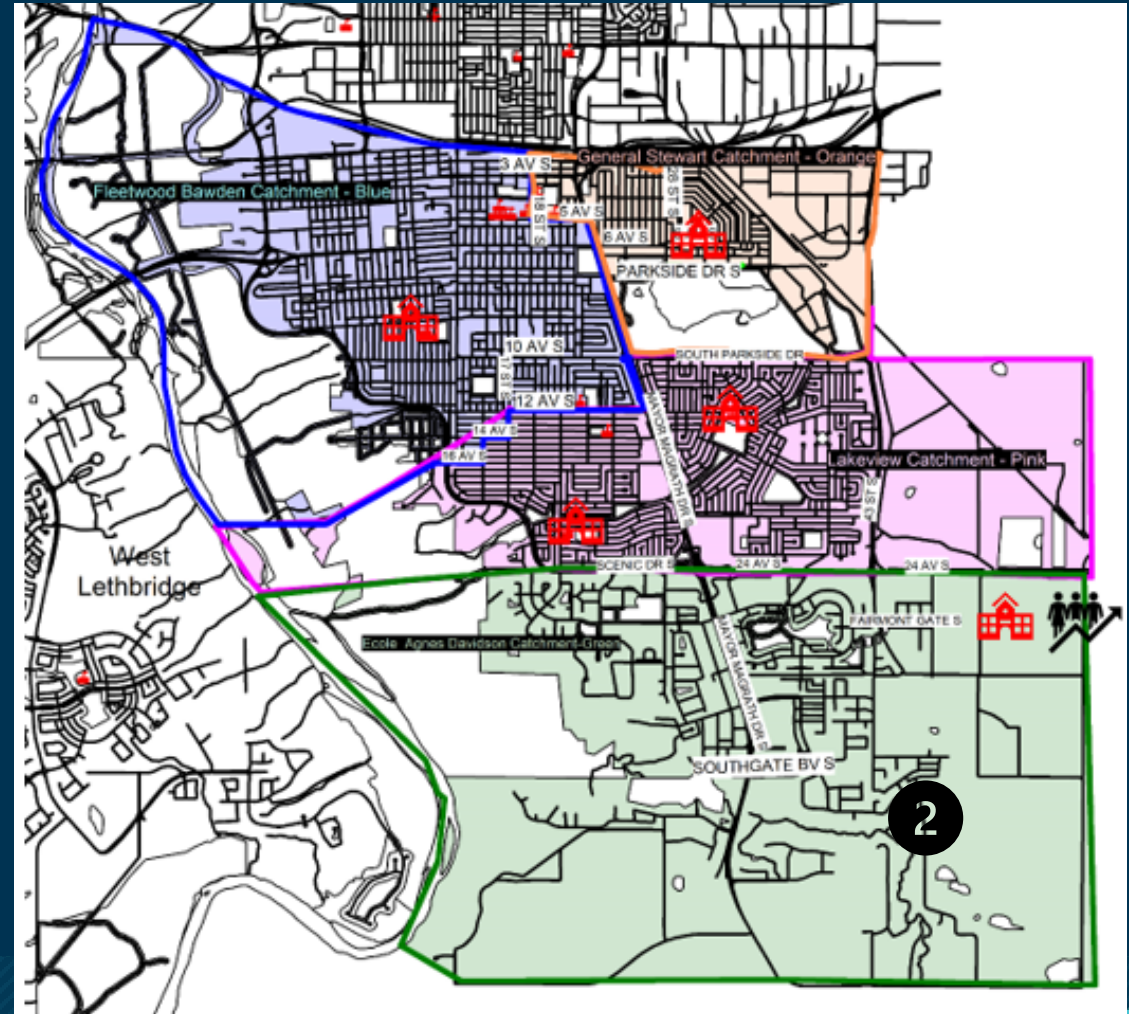 3 AV S
General Stewart Catchment - Orange
Fleetwood Bawden Catchment - Blue
18 ST S
5 AV S
26 ST S
6 AV S
PARKSIDE DR S
10 AV S
SOUTH PARKSIDE DR
17 ST S
12 AV S
14 AV S
16 AV S
MAYOR MAGRATH DR S
Lakeview Catchment - Pink
43 ST S
West
Lethbridge
SCENIC DR S
24 AV S
24 AV S
FAIRMONT GATE S
Ecole Agnes Davidson Catchment-Green
MAYOR MAGRATH DR S
SOUTHGATE BV S
2